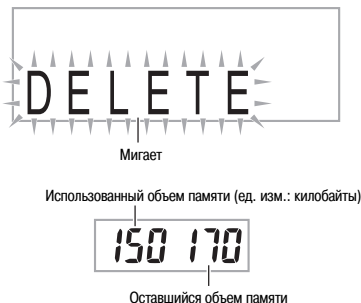 DELETE
Мигает
Использованный объем памяти (ед. изм.: килобайты)
150 170
Оставшийся объем памяти